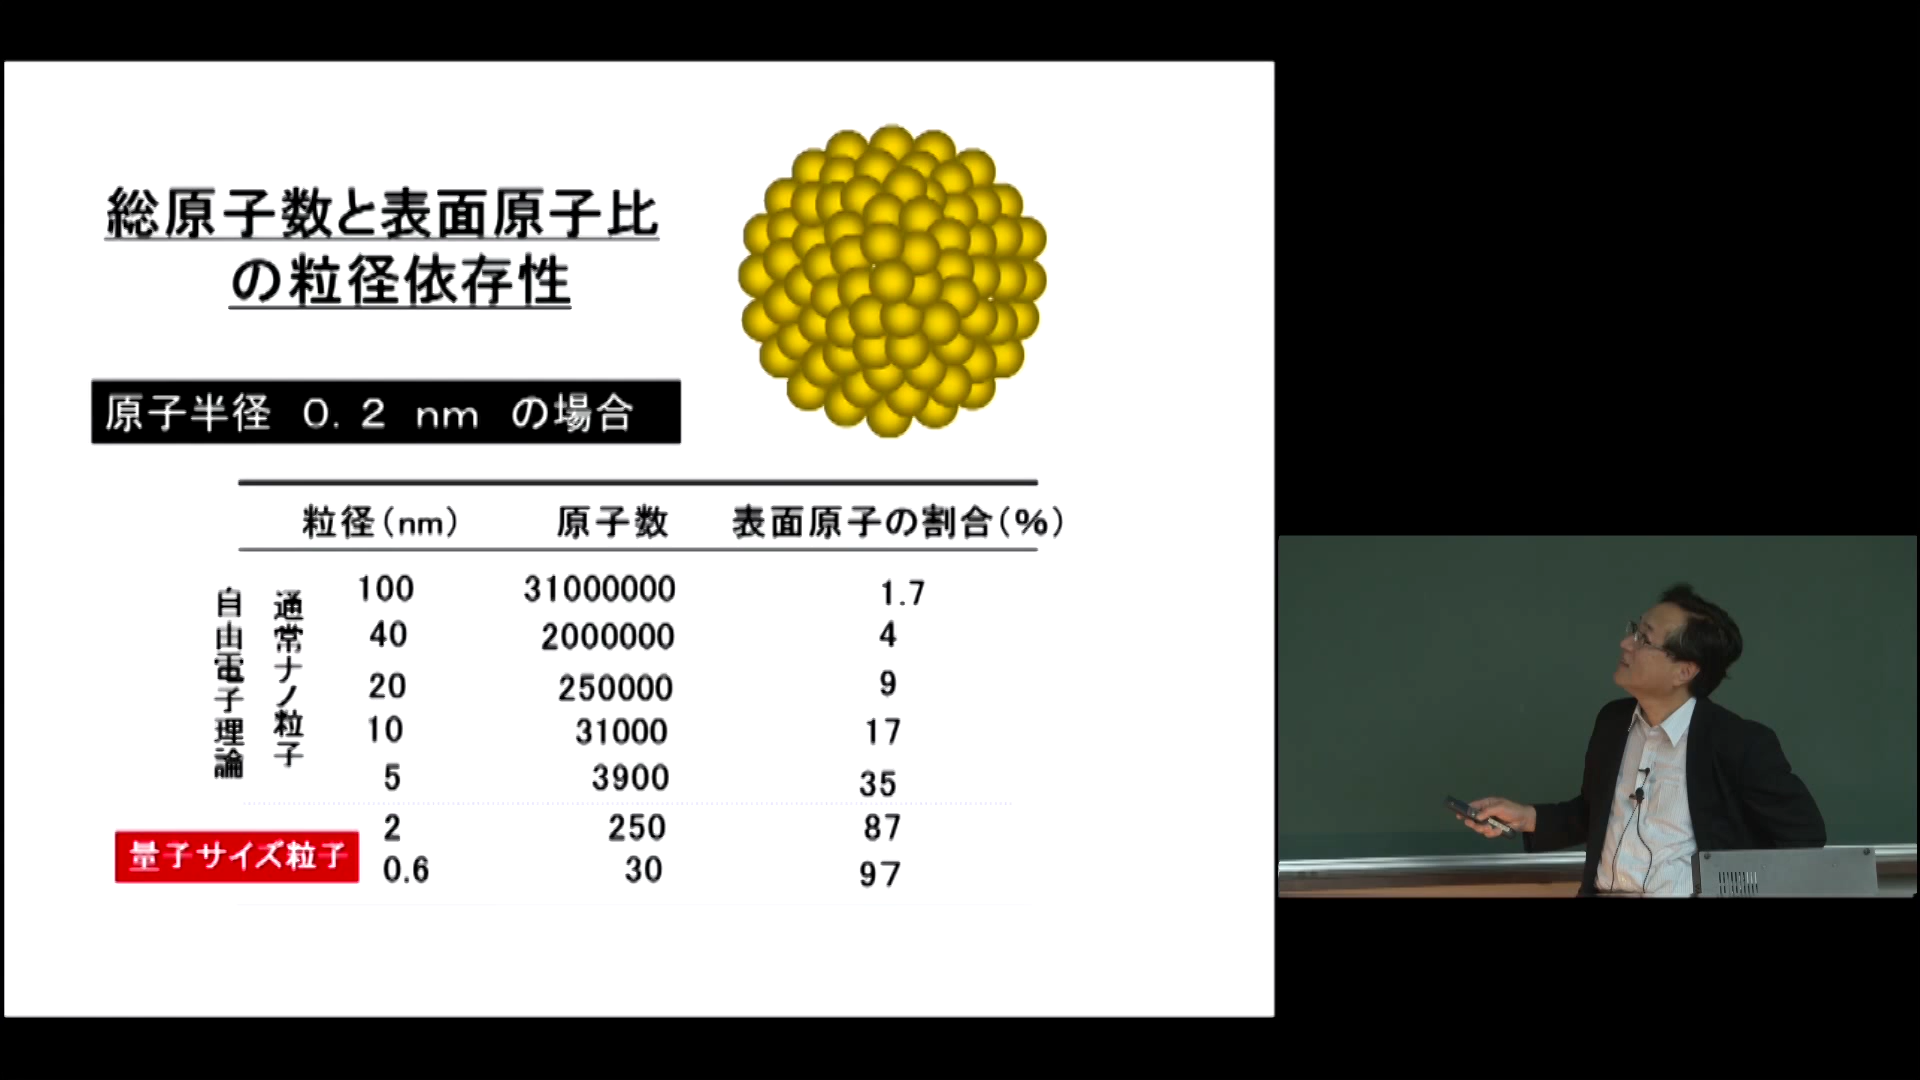 総原子数と表面原子比
の粒径依存性
原子半径 ０．２ nm の場合
粒径(nm) 原子数 表面原子の割合(%)
自由電子理論
通常ナノ粒子
100 31000000 1.7
40 2000000 4
20 250000 9
10 31000 17
5 3900 35
量子サイズ粒子
2 250 87
0.6 30 97